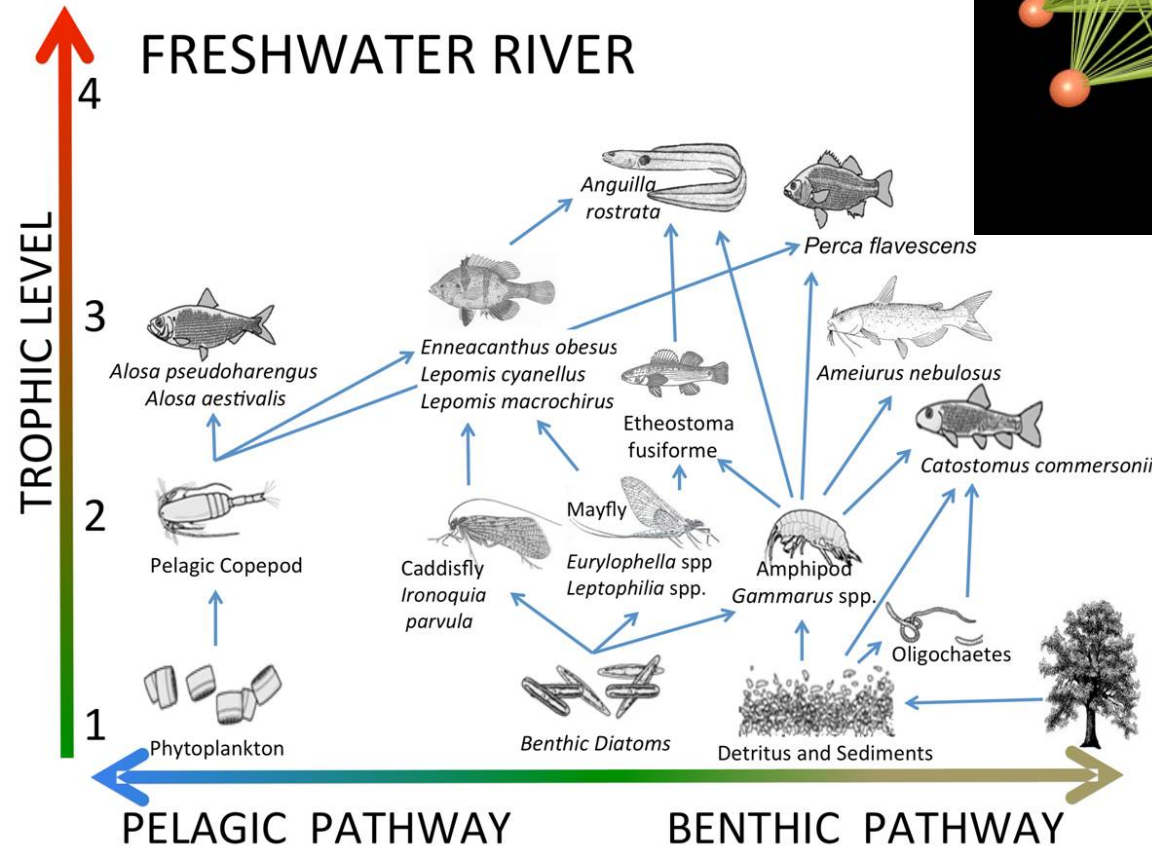 FRESHWATER RIVER
TROPHIC LEVEL
4
3
2
1
Anguilla
rostrata
Perca flavescens
Alosa pseudoharengus
Alosa aestivalis
Enneacanthus obesus
Lepomis cyanellus
Lepomis macrochirus
Etheostoma
fusiforme
Ameiurus nebulosus
Catostomus commersonii
Pelagic Copepod
Caddisfly
Ironoquia
parvula
Mayfly
Eurylophella spp
Leptophilia spp.
Amphipod
Gammarus spp.
Oligochaetes
Phytoplankton
Benthic Diatoms
Detritus and Sediments
PELAGIC PATHWAY
BENTHIC PATHWAY